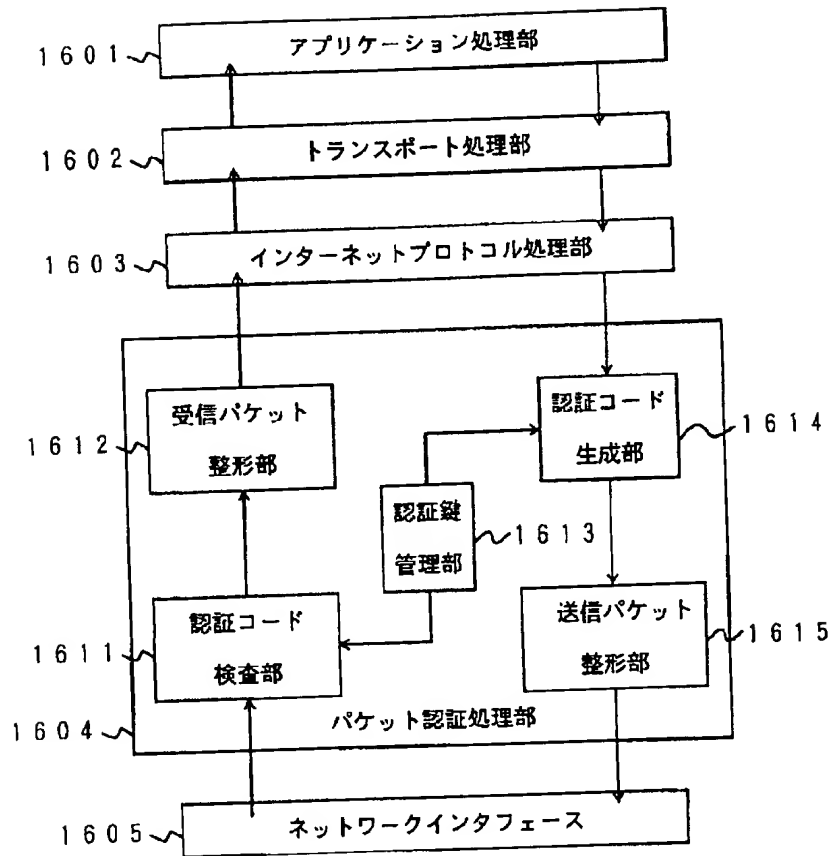 1601
アプリケーション処理部
1602
トランスポート処理部
1603
インターネットプロトコル処理部
1612
受信パケット
整形部
認証コード
生成部
1614
認証鍵
管理部
1613
1611
認証コード
検査部
送信パケット
整形部
1615
1604
パケット認証処理部
1605
ネットワークインタフェース